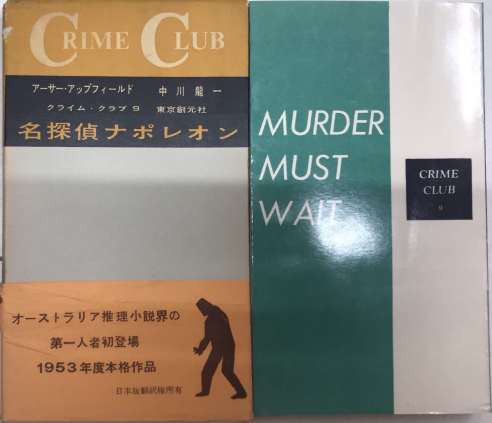 CRIME CLUB
アーサー・アップフィールド 中川龍一
クライム・クラブ9 東京創元社
名探偵ナポレオン
オーストラリア推理小説界の
第一人者初登場
1953年度本格作品
日本版翻訳権所有
MURDER
MUST
WAIT
CRIME
CLUB
9